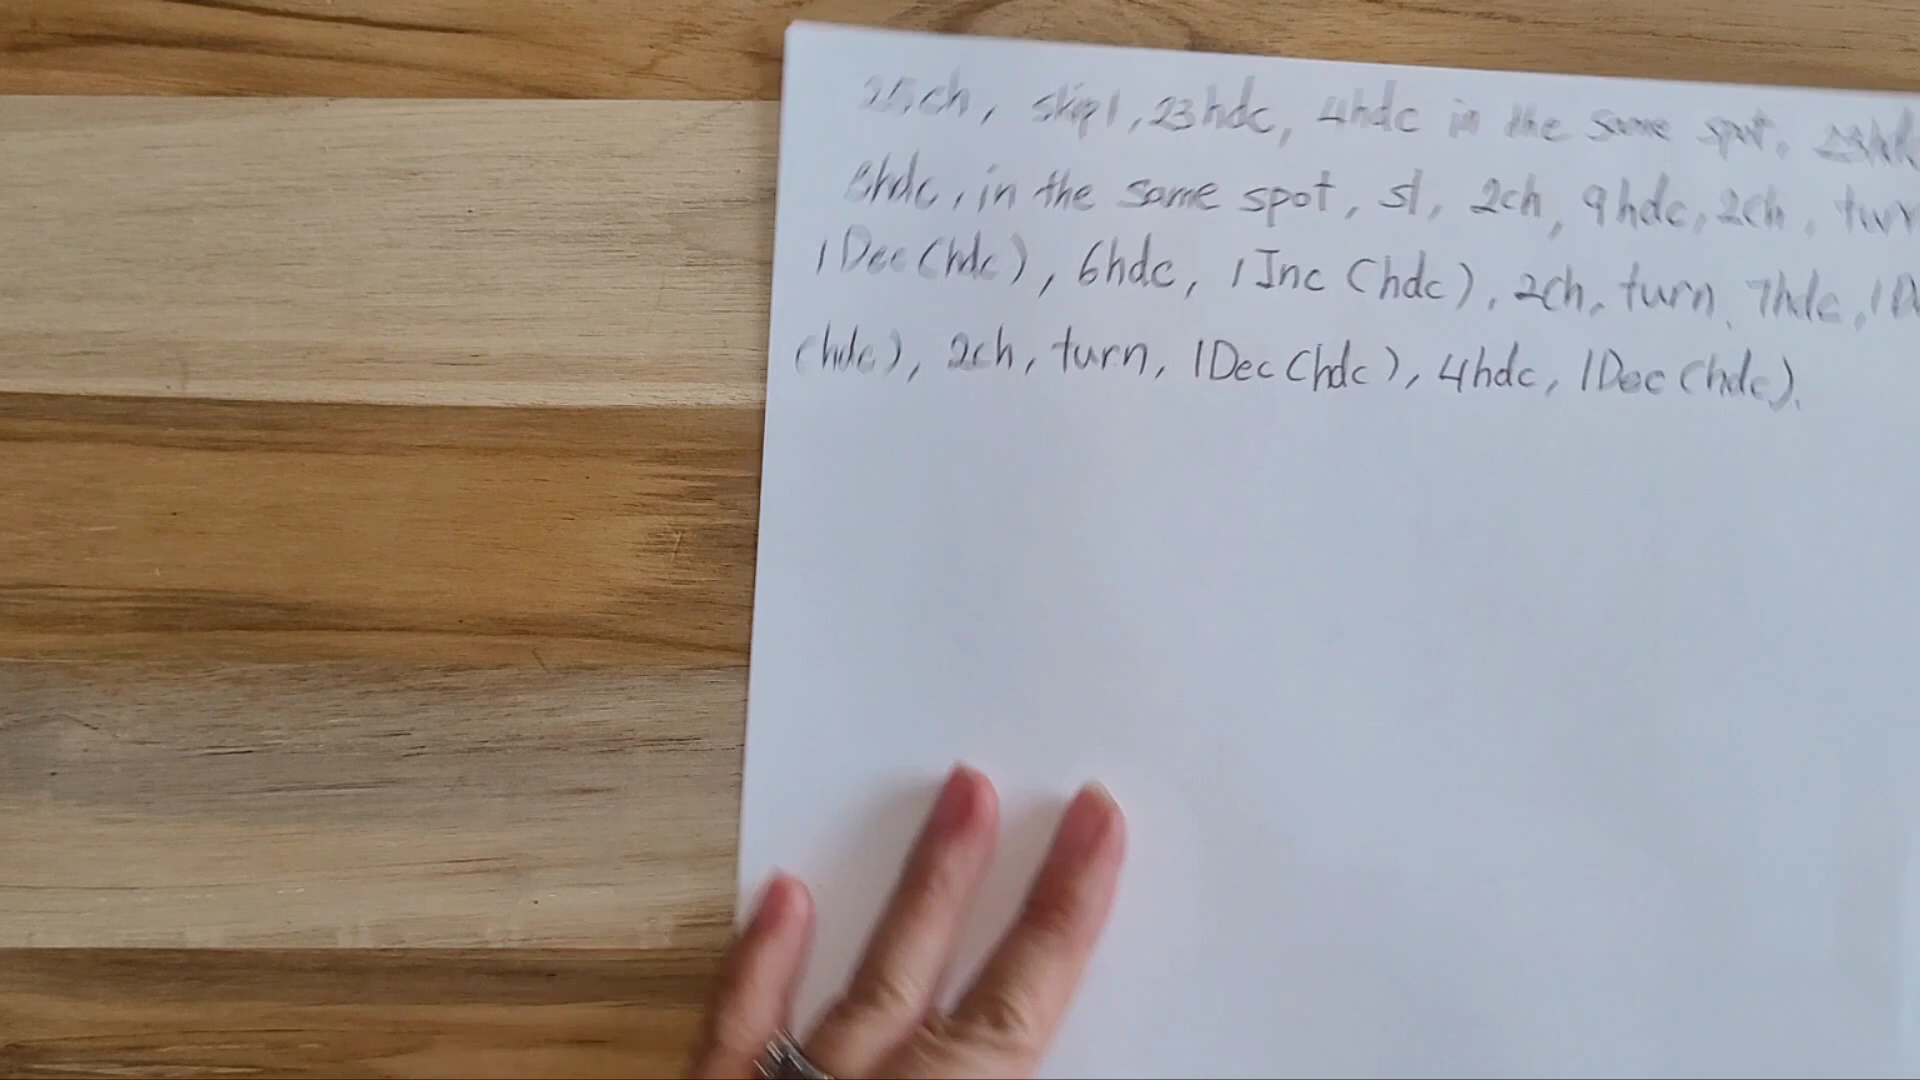 25ch, skip1, 23hdc, 4hdc in the same spot,
in the same spot, sl, 2ch, 9hdc, 2ch,
1Dec (hdc), 6hdc, 1Inc (hdc), 2ch, turn, 7hdc,
(hdc), 2ch, turn, 1Dec (hdc), 4hdc, 1Dec (hdc).